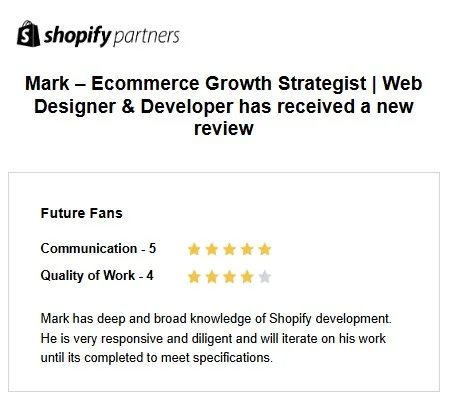 shopify partners
Mark – Ecommerce Growth Strategist | Web
Designer & Developer has received a new
review
Future Fans
Communication - 5
Quality of Work - 4
Mark has deep and broad knowledge of Shopify development.
He is very responsive and diligent and will iterate on his work
until its completed to meet specifications.